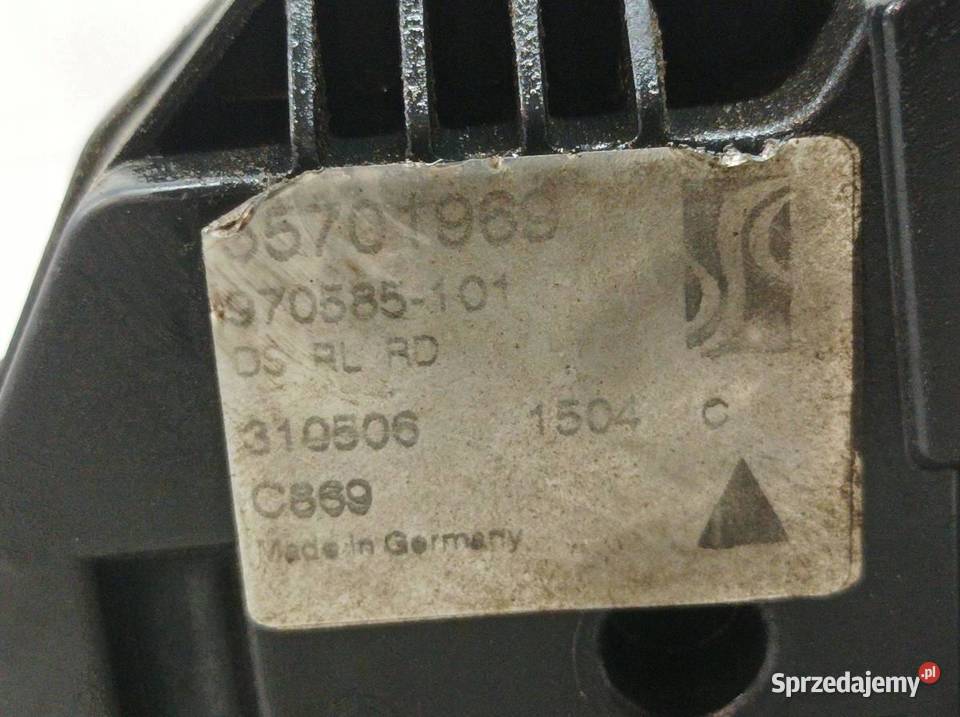 55701969
970585-101
DS RL RD
310506 1504 C
C869
Made in Germany
Sprzedajemy.pl